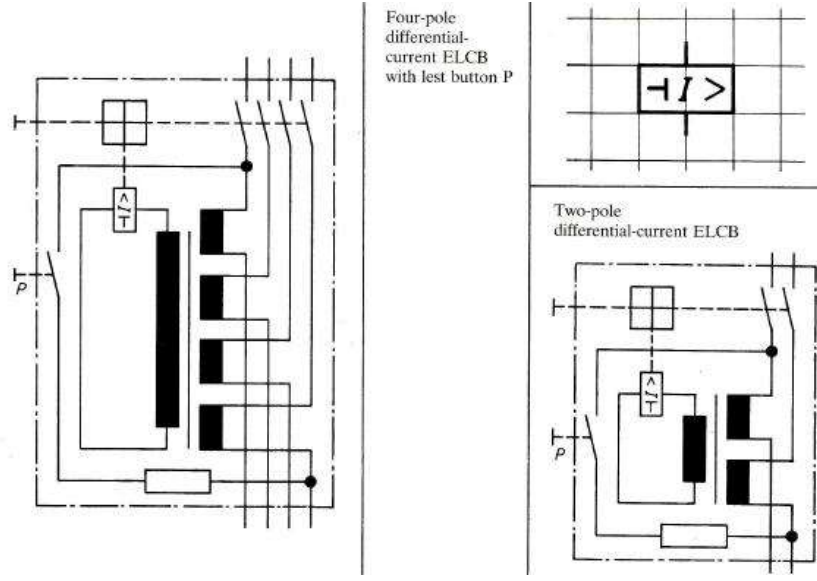 Four-pole
differential-
current ELCB
with lest button P
⊣ I >
Two-pole
differential-current ELCB
⊣ I >
P
⊣ I >
P